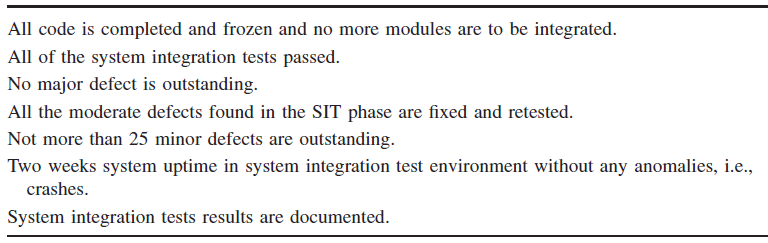 All code is completed and frozen and no more modules are to be integrated.
All of the system integration tests passed.
No major defect is outstanding.
All the moderate defects found in the SIT phase are fixed and retested.
Not more than 25 minor defects are outstanding.
Two weeks system uptime in system integration test environment without any anomalies, i.e.,
crashes.
System integration tests results are documented.